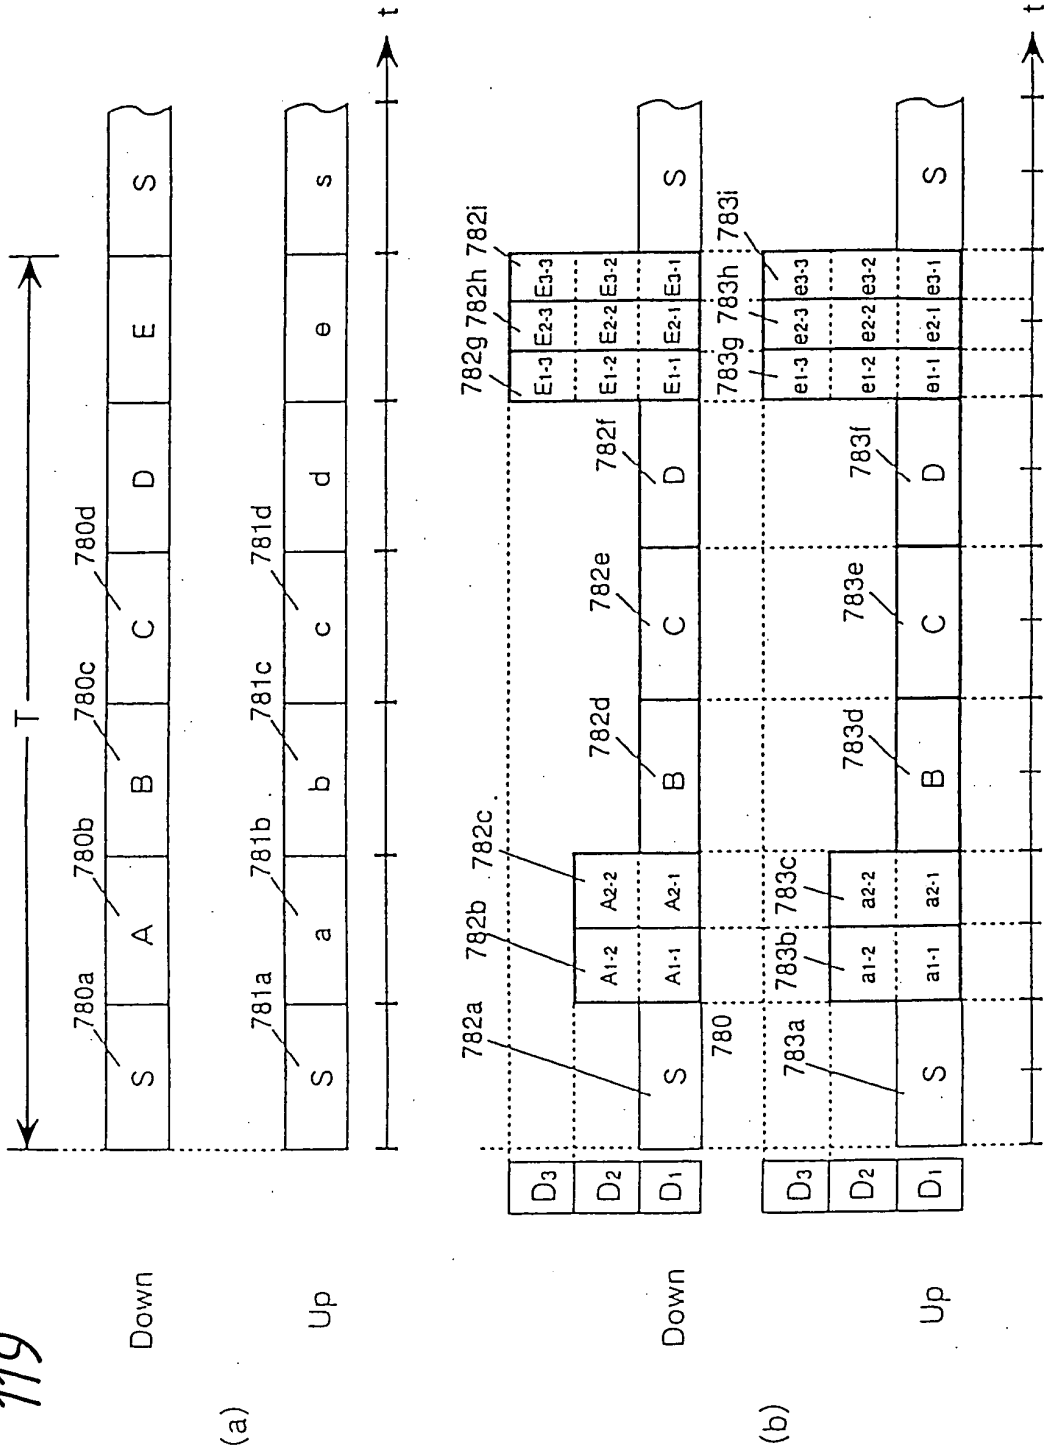 119
(a)
T
780a 780b 780c 780d
Down S A B C D E S
781a 781b 781c 781d
Up S a b c d e s
t
(b)
782a 782b 782c 782d 782e 782f 782g 782h 782i
D3 E1-3 E2-3 E3-3
D2 A1-2 A2-2 E1-2 E2-2 E3-2
Down D1 S A1-1 A2-1 B C D E1-1 E2-1 E3-1 S
780
783a 783b 783c 783d 783e 783f 783g 783h 783i
D3 e1-3 e2-3 e3-3
D2 a1-2 a2-2 e1-2 e2-2 e3-2
Up D1 S a1-1 a2-1 B C D e1-1 e2-1 e3-1 S
t